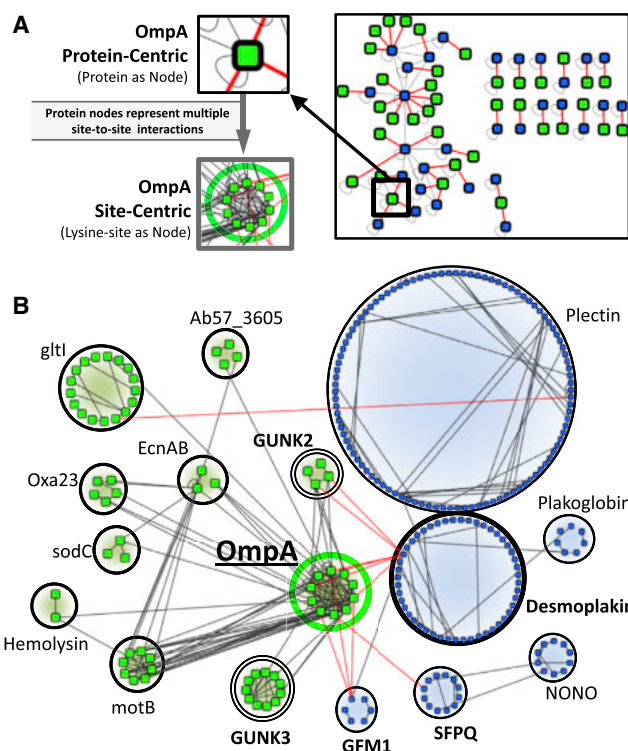 A
OmpA
Protein-Centric
(Protein as Node)
Protein nodes represent multiple
site-to-site interactions
OmpA
Site-Centric
(Lysine-site as Node)
B
Ab57_3605
Plectin
gltI
EcnAB
GUNK2
Oxa23
Plakoglobin
sodC
OmpA
Desmoplakin
Hemolysin
motB
NONO
GUNK3
GFM1
SFPQ